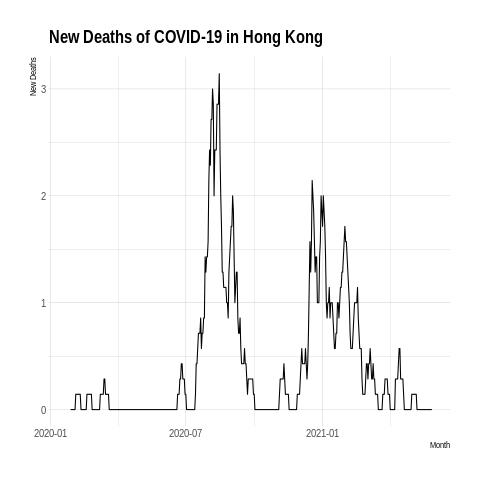 New Deaths of COVID-19 in Hong Kong
New Deaths
3
2
1
0
2020-01
2020-07
2021-01
Month